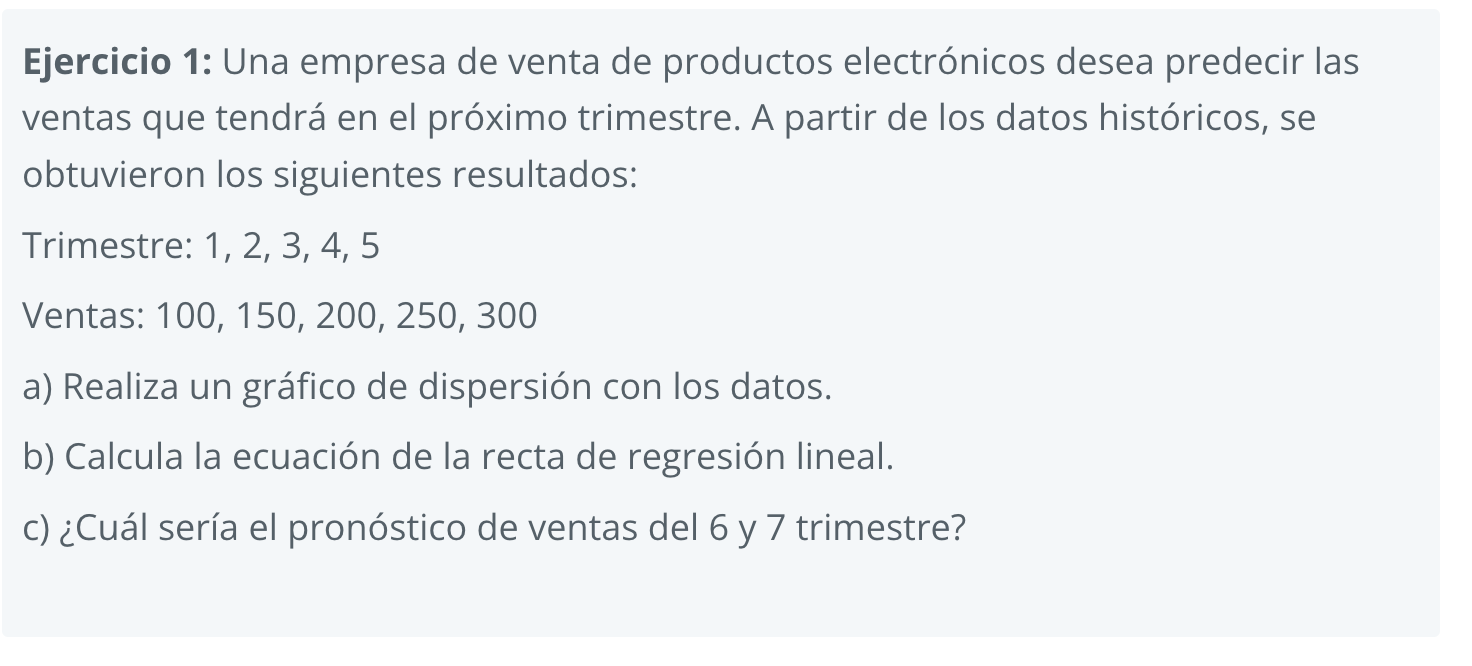 Ejercicio 1: Una empresa de venta de productos electrónicos desea predecir las
ventas que tendrá en el próximo trimestre. A partir de los datos históricos, se
obtuvieron los siguientes resultados:
Trimestre: 1, 2, 3, 4, 5
Ventas: 100, 150, 200, 250, 300
a) Realiza un gráfico de dispersión con los datos.
b) Calcula la ecuación de la recta de regresión lineal.
c) ¿Cuál sería el pronóstico de ventas del 6 y 7 trimestre?